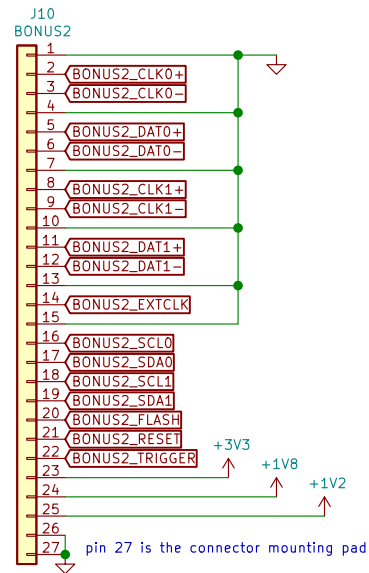 J10
BONUS2
1
2 BONUS2_CLK0+
3 BONUS2_CLK0-
4
5 BONUS2_DAT0+
6 BONUS2_DAT0-
7
8 BONUS2_CLK1+
9 BONUS2_CLK1-
10
11 BONUS2_DAT1+
12 BONUS2_DAT1-
13
14 BONUS2_EXTCLK
15
16 BONUS2_SCL0
17 BONUS2_SDA0
18 BONUS2_SCL1
19 BONUS2_SDA1
20 BONUS2_FLASH
21 BONUS2_RESET
22 BONUS2_TRIGGER
23 +3V3
24 +1V8
25 +1V2
26
27 pin 27 is the connector mounting pad